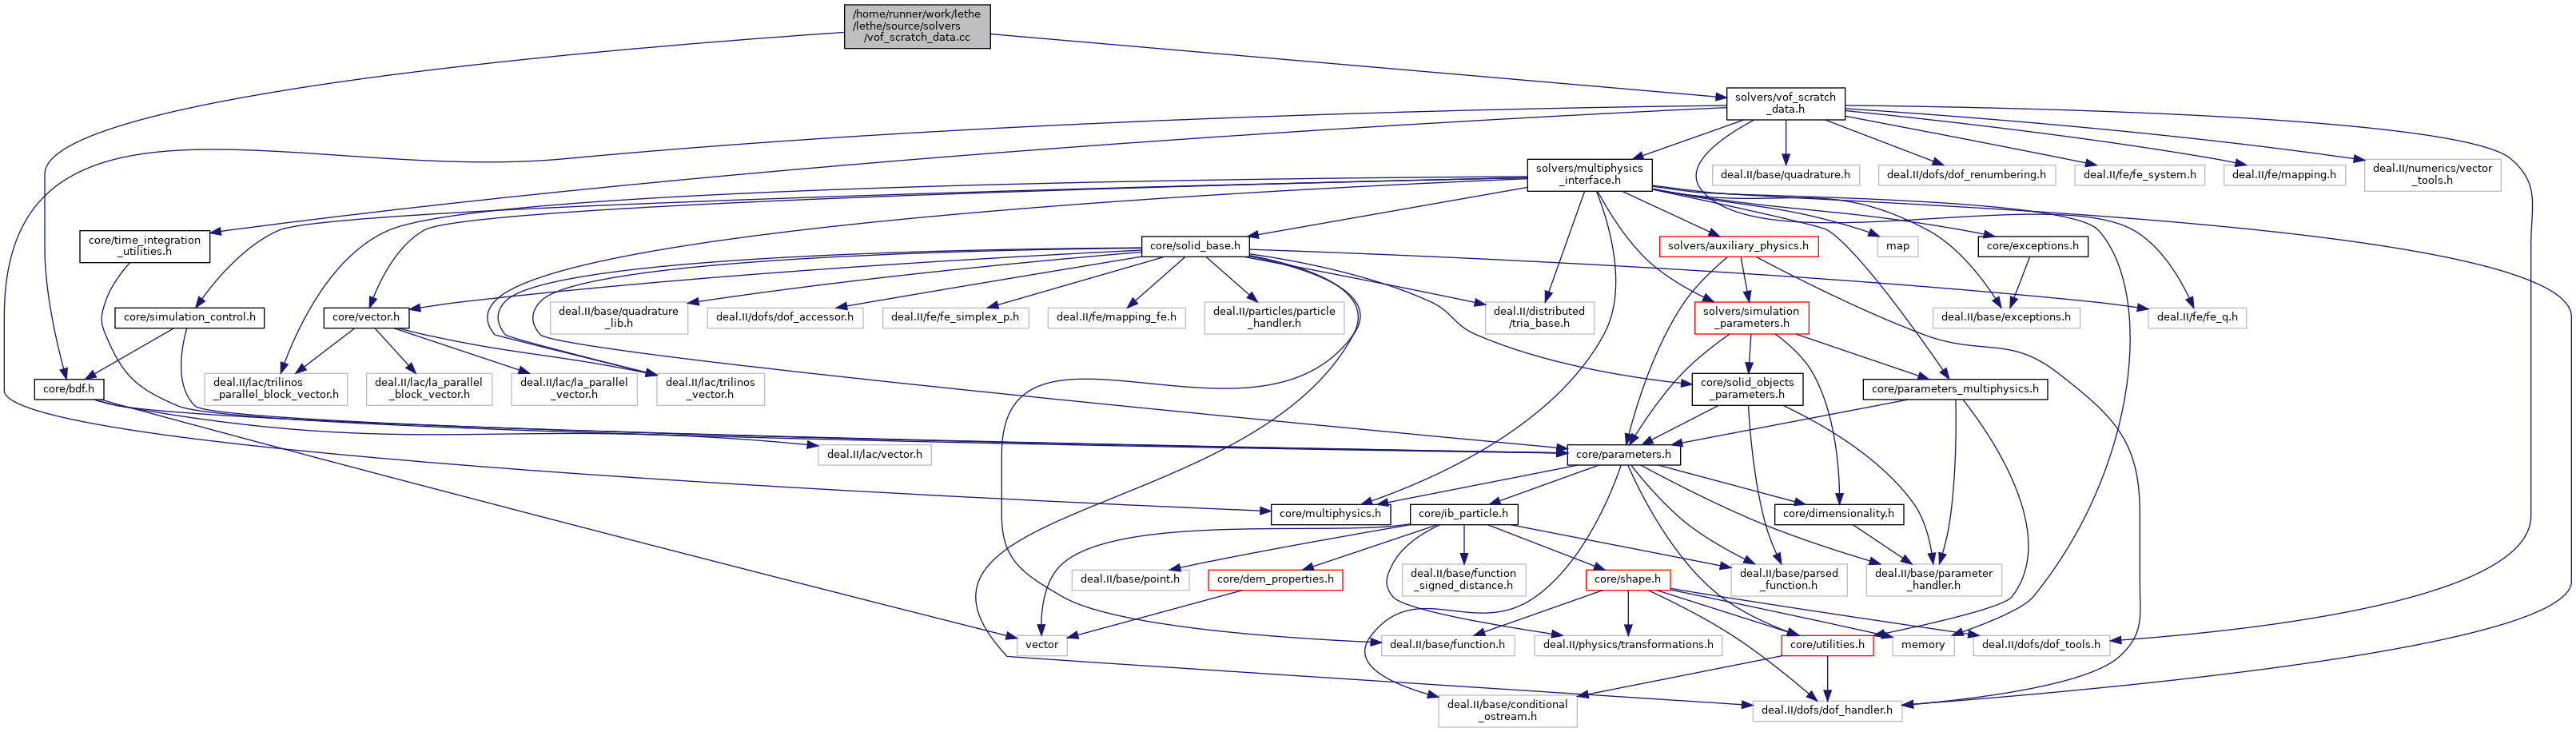 /home/runner/work/lethe
/lethe/source/solvers
/vof_scratch_data.cc
solvers/vof_scratch
_data.h
solvers/multiphysics
_interface.h
deal.II/base/quadrature.h
deal.II/dofs/dof_renumbering.h
deal.II/fe/fe_system.h
deal.II/fe/mapping.h
deal.II/numerics/vector
_tools.h
core/time_integration
_utilities.h
core/solid_base.h
solvers/auxiliary_physics.h
map
core/exceptions.h
core/simulation_control.h
core/vector.h
deal.II/base/quadrature
_lib.h
deal.II/dofs/dof_accessor.h
deal.II/fe/fe_simplex_p.h
deal.II/fe/mapping_fe.h
deal.II/particles/particle
_handler.h
deal.II/distributed
/tria_base.h
solvers/simulation
_parameters.h
deal.II/base/exceptions.h
deal.II/fe/fe_q.h
core/bdf.h
deal.II/lac/trilinos
_parallel_block_vector.h
deal.II/lac/la_parallel
_block_vector.h
deal.II/lac/la_parallel
_vector.h
deal.II/lac/trilinos
_vector.h
core/solid_objects
_parameters.h
core/parameters_multiphysics.h
deal.II/lac/vector.h
core/parameters.h
core/multiphysics.h
core/ib_particle.h
core/dimensionality.h
deal.II/base/point.h
core/dem_properties.h
deal.II/base/function
_signed_distance.h
core/shape.h
deal.II/base/parsed
_function.h
deal.II/base/parameter
_handler.h
vector
deal.II/base/function.h
deal.II/physics/transformations.h
core/utilities.h
memory
deal.II/dofs/dof_tools.h
deal.II/base/conditional
_ostream.h
deal.II/dofs/dof_handler.h